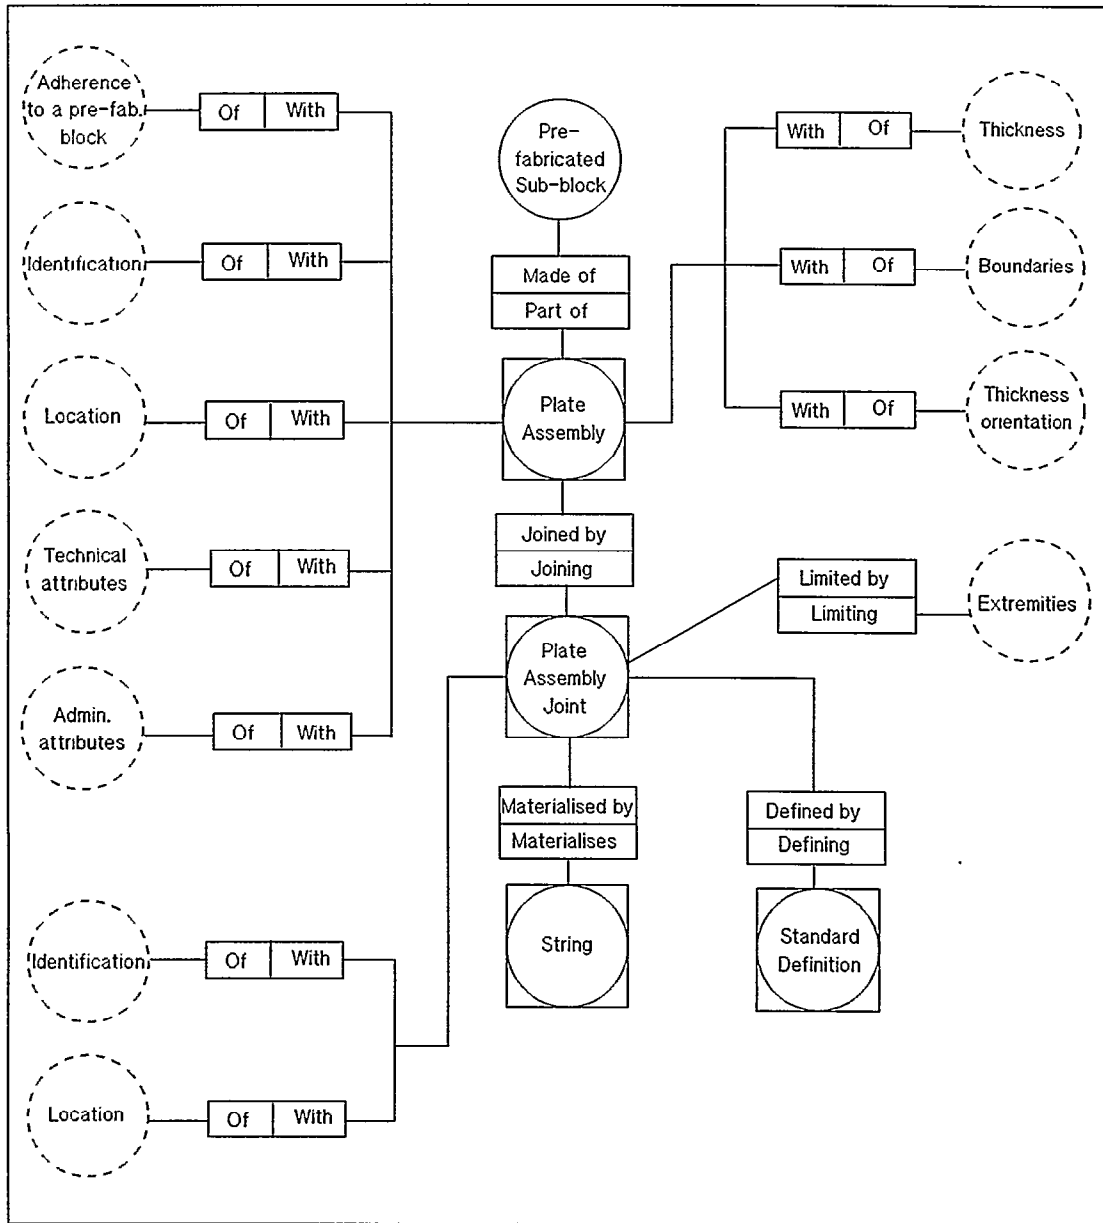 Adherence
to a pre-fab.
block
Of
With
Pre-
fabricated
Sub-block
With
Of
Thickness
Identification
Of
With
Made of
Part of
With
Of
Boundaries
Location
Of
With
Plate
Assembly
With
Of
Thickness
orientation
Technical
attributes
Of
With
Joined by
Joining
Limited by
Limiting
Extremities
Admin.
attributes
Of
With
Plate
Assembly
Joint
Materialised by
Materialises
Defined by
Defining
Identification
Of
With
String
Standard
Definition
Location
Of
With